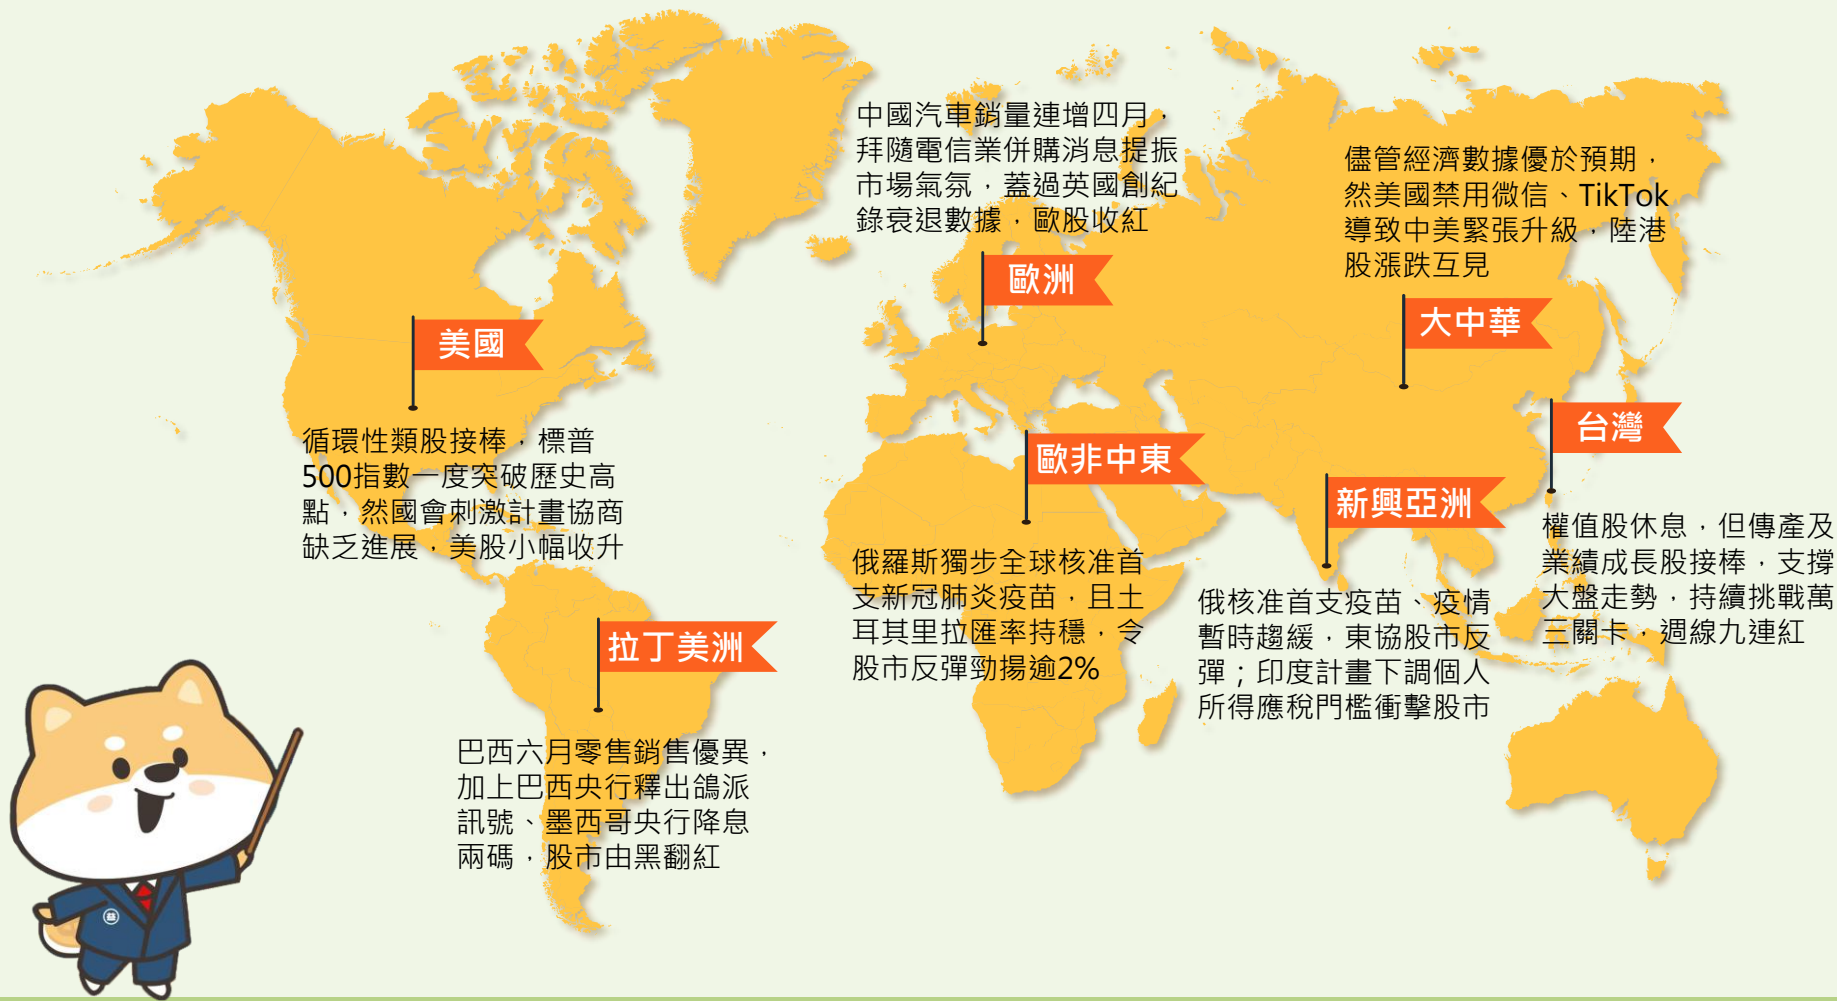 美國
循環性類股接棒，標普
500指數一度突破歷史高
點，然國會刺激計畫協商
缺乏進展，美股小幅收升
拉丁美洲
巴西六月零售銷售優異，
加上巴西央行釋出鴿派
訊號、墨西哥央行降息
兩碼，股市由黑翻紅
中國汽車銷量連增四月，
拜隨電信業併購消息提振
市場氣氛，蓋過英國創紀
錄衰退數據，歐股收紅
歐洲
歐非中東
俄羅斯獨步全球核准首
支新冠肺炎疫苗，且土
耳其里拉匯率持穩，令
股市反彈勁揚逾2%
儘管經濟數據優於預期，
然美國禁用微信、TikTok
導致中美緊張升級，陸港
股漲跌互見
大中華
新興亞洲
俄核准首支疫苗、疫情
暫時趨緩，東協股市反
彈；印度計畫下調個人
所得應稅門檻衝擊股市
台灣
權值股休息，但傳產及
業績成長股接棒，支撐
大盤走勢，持續挑戰萬
三關卡，週線九連紅